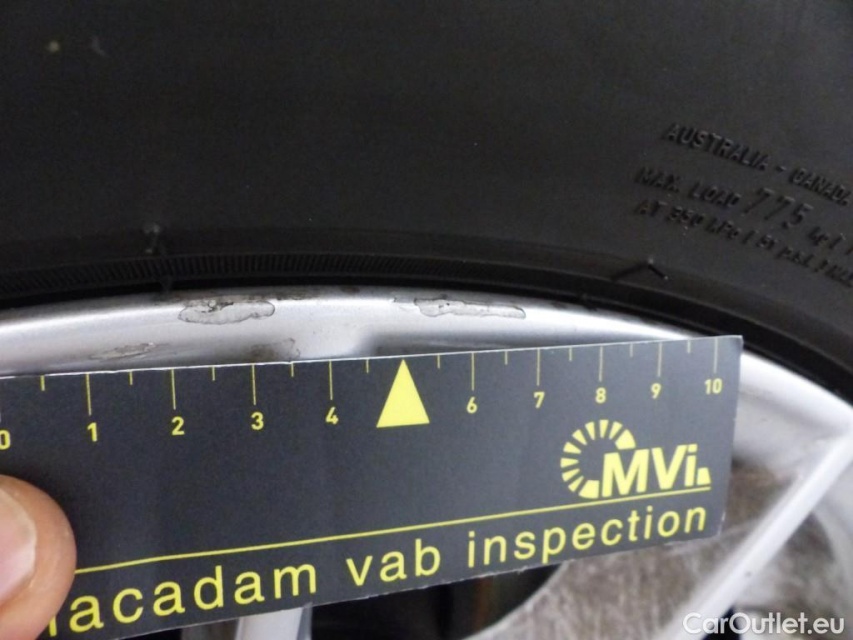 AUSTRALIA - CANADA
MAX. LOAD 775
0 1 2 3 4 6 7 8 9 10
MVi
acadam vab inspection
CarOutlet.eu